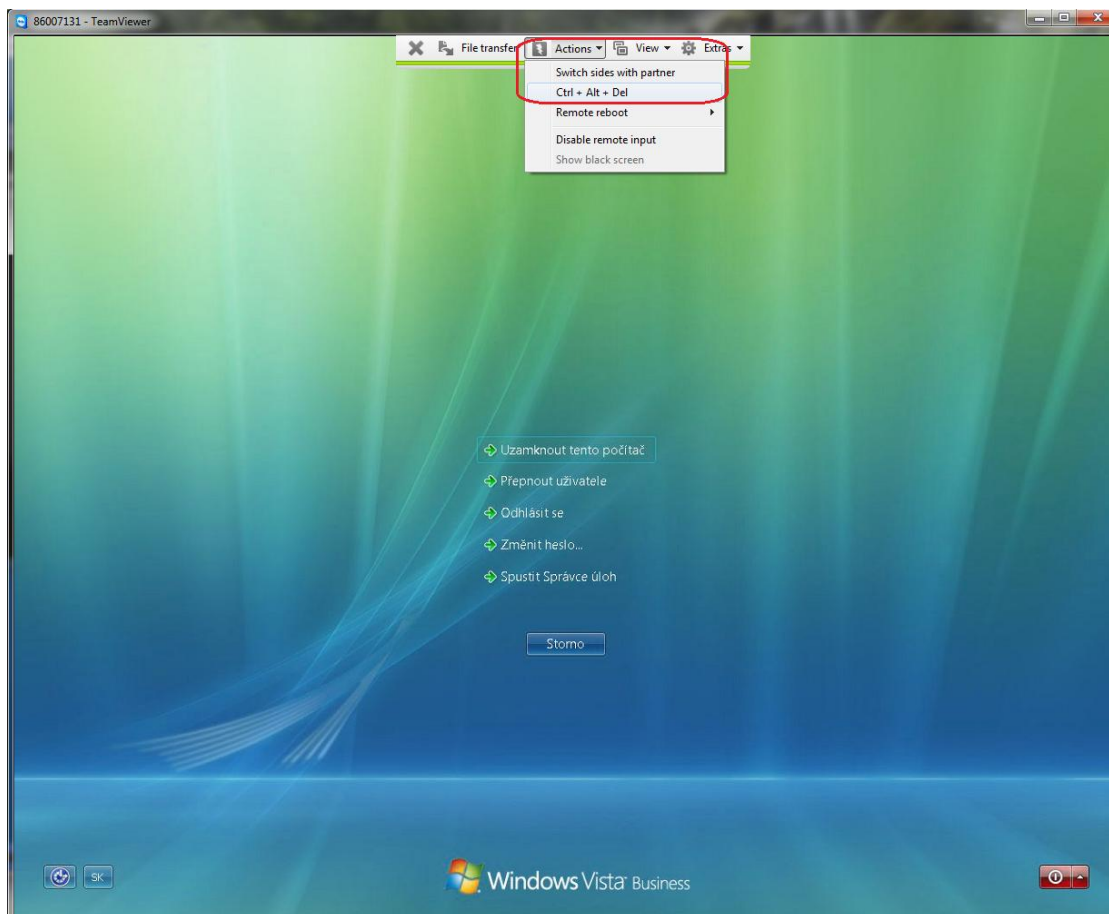 86007131 - TeamViewer
File transfer Actions View Extras
Switch sides with partner
Ctrl + Alt + Del
Remote reboot
Disable remote input
Show black screen
Uzamknout tento počítač
Přepnout uživatele
Odhlásit se
Změnit heslo...
Spustit Správce úloh
Storno
SK
Windows Vista Business